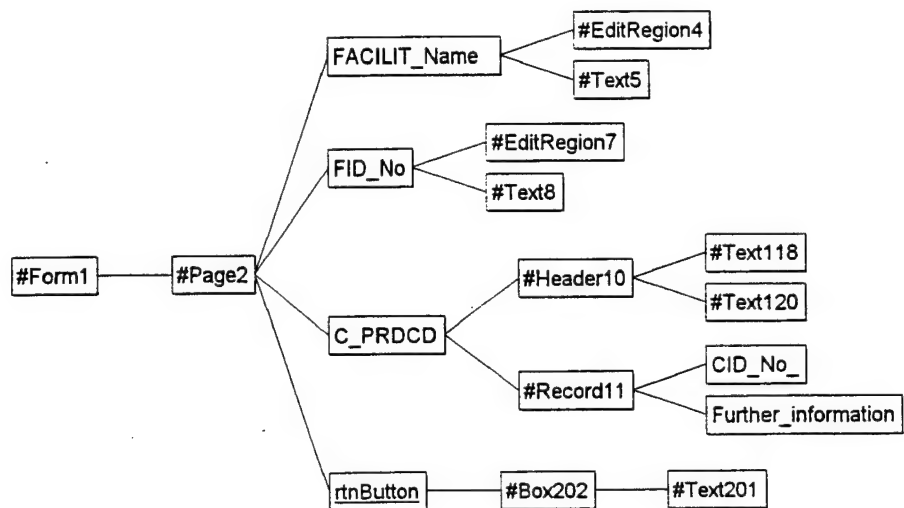 #EditRegion4
FACILIT_Name
#Text5
#EditRegion7
FID_No
#Text8
#Form1
#Page2
#Header10
#Text118
#Text120
C_PRDCD
#Record11
CID_No_
Further_information
rtnButton
#Box202
#Text201